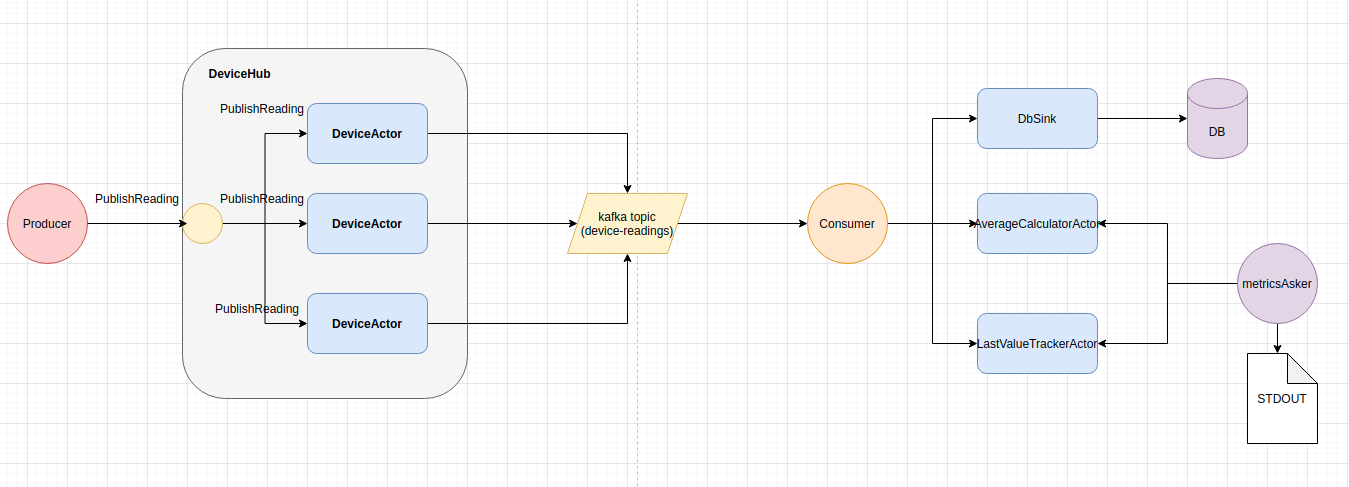 DeviceHub
PublishReading
DeviceActor
DbSink
DB
Producer
PublishReading
PublishReading
DeviceActor
kafka topic
(device-readings)
Consumer
AverageCalculatorActor
metricsAsker
PublishReading
DeviceActor
LastValueTrackerActor
STDOUT